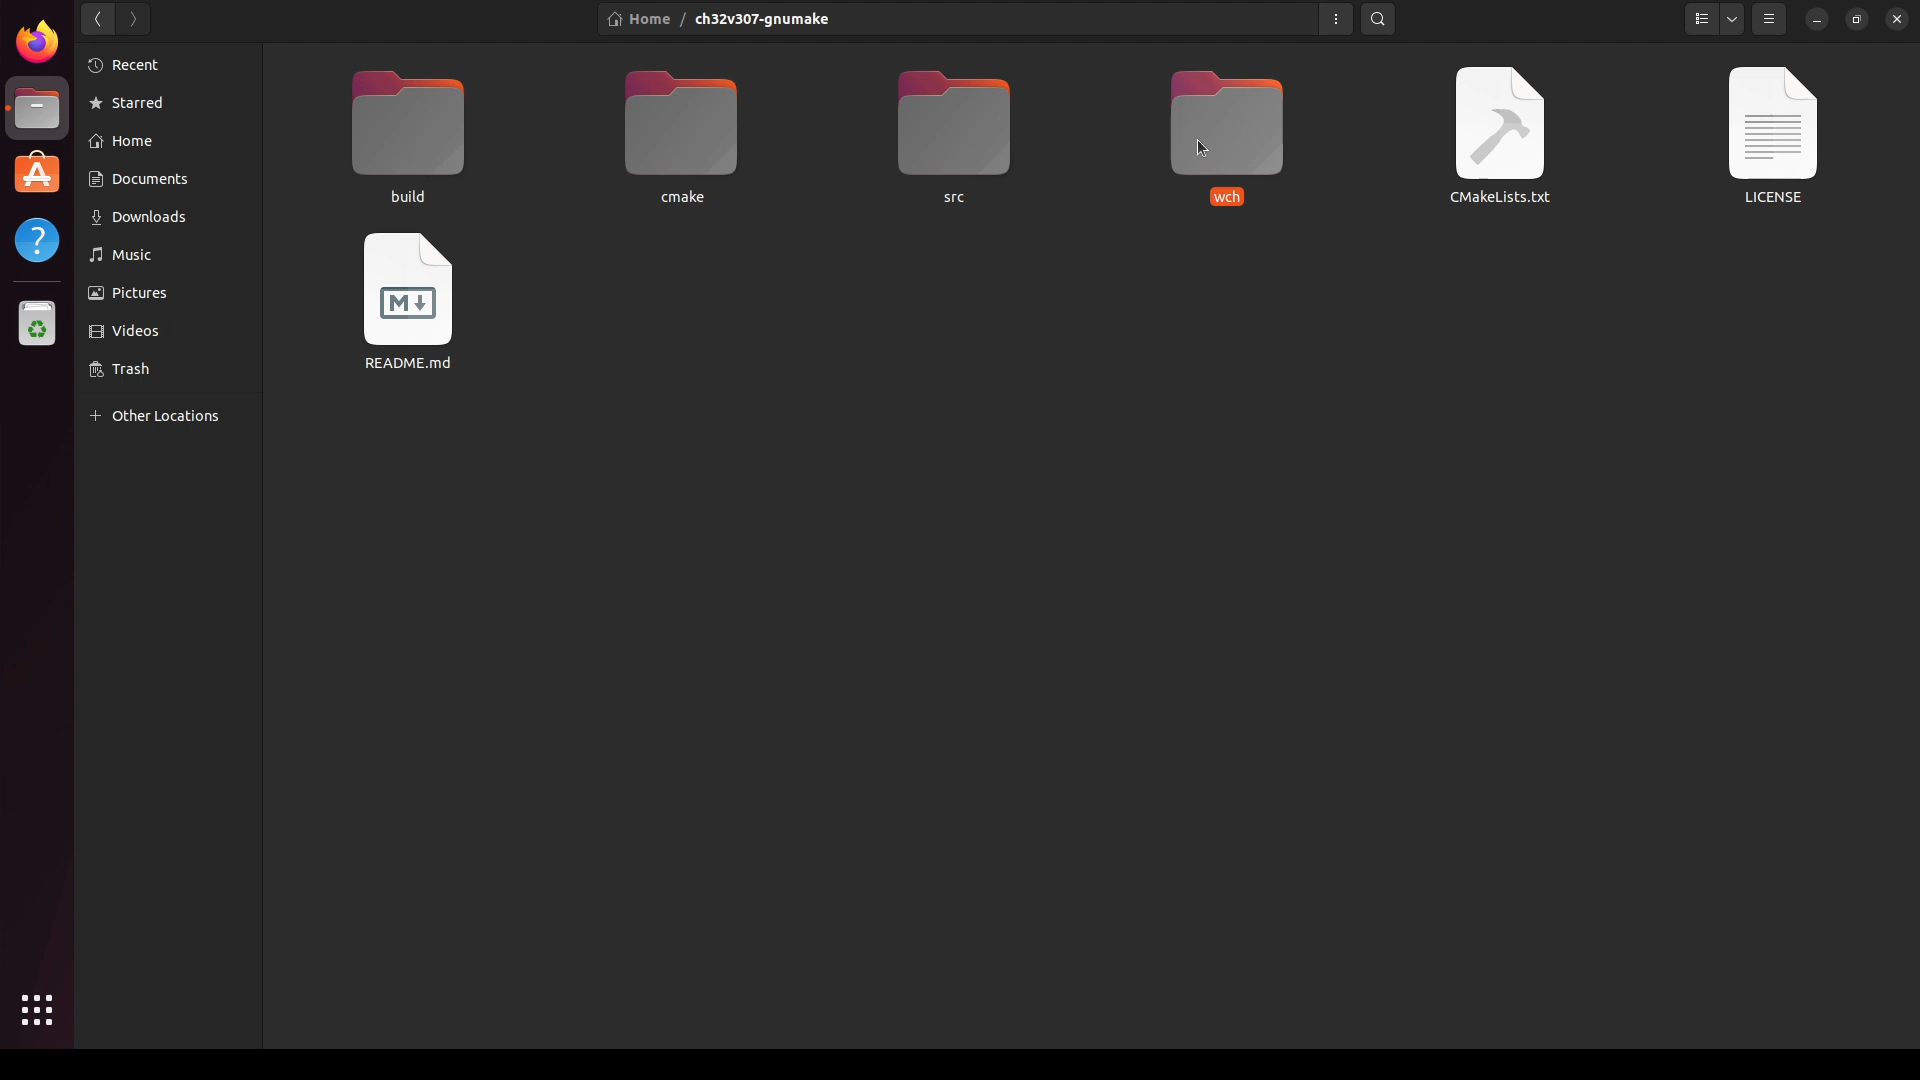 Home / ch32v307-gnumake
Recent
Starred
Home
Documents
Downloads
Music
Pictures
Videos
Trash
+ Other Locations
build
cmake
src
wch
CMakeLists.txt
LICENSE
M
README.md
A
?